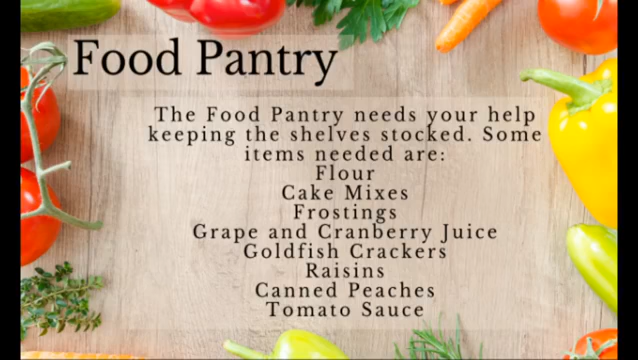 Food Pantry
The Food Pantry needs your help
keeping the shelves stocked. Some
items needed are:
Flour
Cake Mixes
Frostings
Grape and Cranberry Juice
Goldfish Crackers
Raisins
Canned Peaches
Tomato Sauce